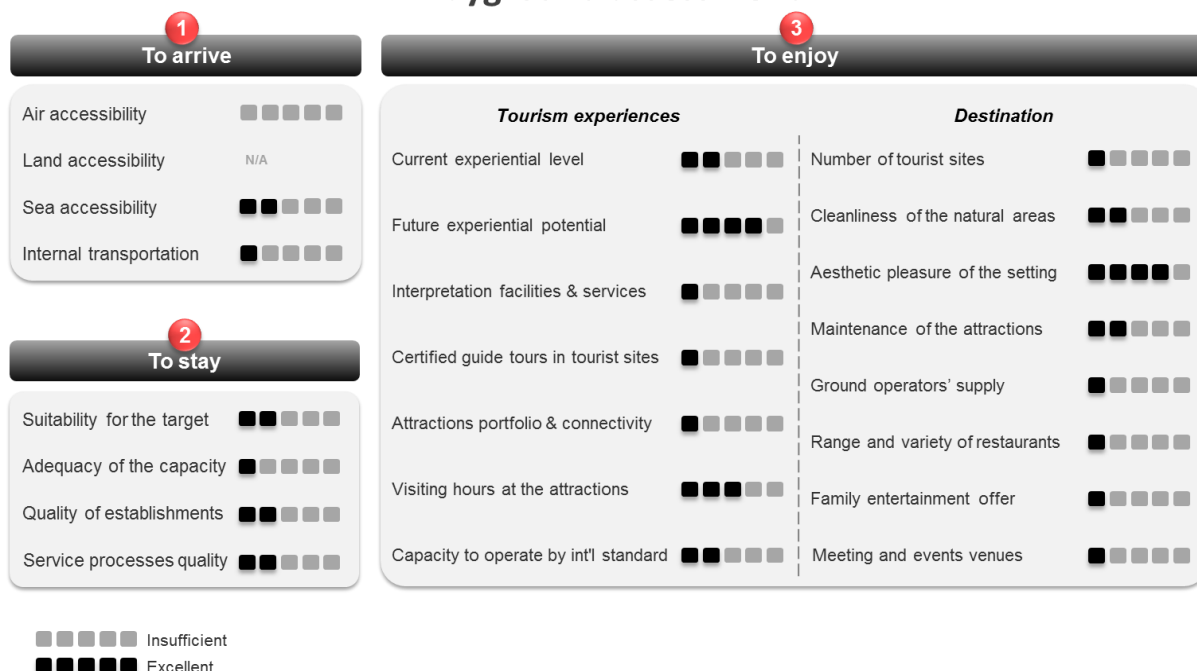 1
To arrive
Air accessibility
Land accessibility N/A
Sea accessibility
Internal transportation
2
To stay
Suitability for the target
Adequacy of the capacity
Quality of establishments
Service processes quality
3
To enjoy
Tourism experiences
Current experiential level
Future experiential potential
Interpretation facilities & services
Certified guide tours in tourist sites
Attractions portfolio & connectivity
Visiting hours at the attractions
Capacity to operate by int'l standard
Destination
Number of tourist sites
Cleanliness of the natural areas
Aesthetic pleasure of the setting
Maintenance of the attractions
Ground operators' supply
Range and variety of restaurants
Family entertainment offer
Meeting and events venues
Insufficient
Excellent